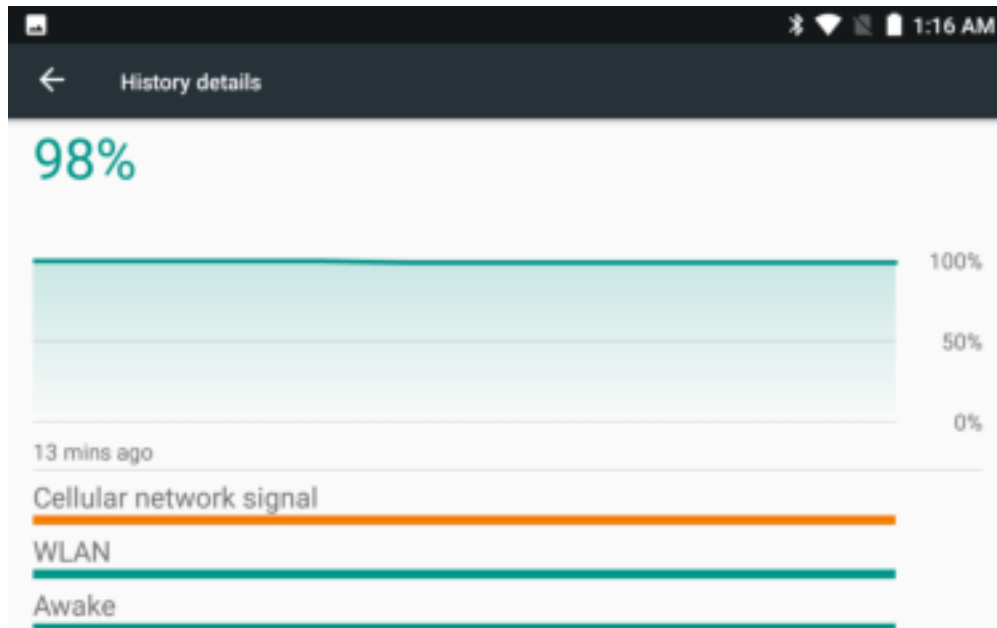 1:16 AM
History details
98%
100%
50%
0%
13 mins ago
Cellular network signal
WLAN
Awake